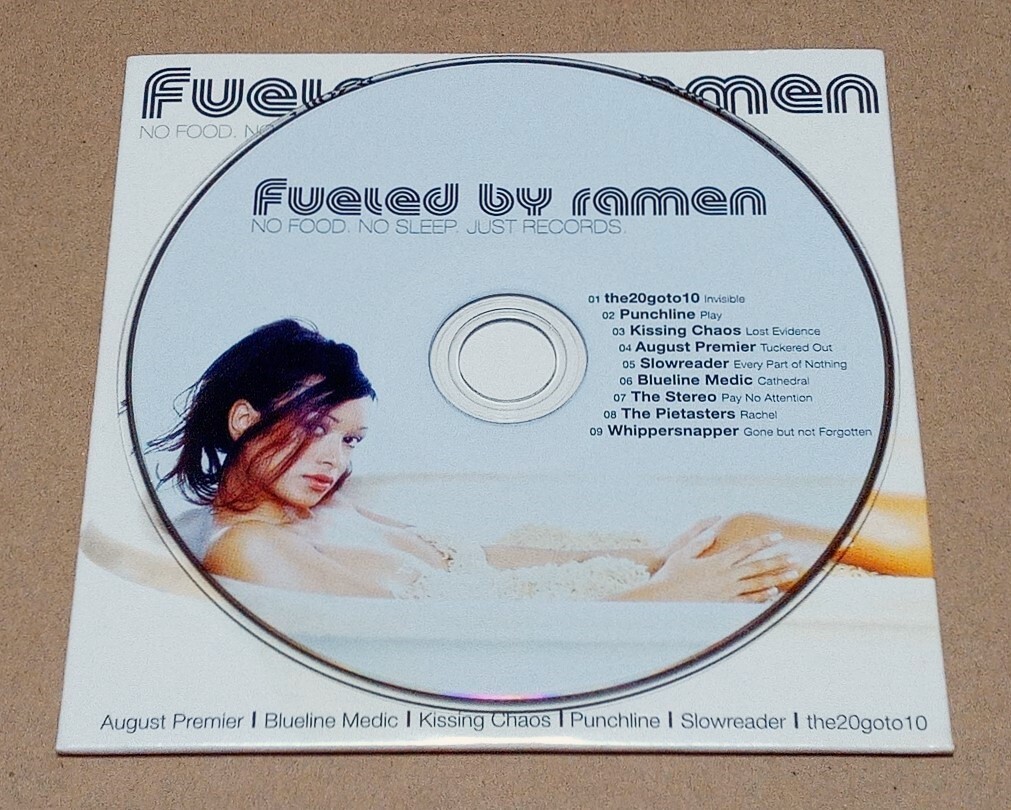 Fuel men
NO FOOD. NO
Fueled by ramen
NO FOOD. NO SLEEP. JUST RECORDS.
01 the20goto10 Invisible
02 Punchline Play
03 Kissing Chaos Lost Evidence
04 August Premier Tuckered Out
05 Slowreader Every Part of Nothing
06 Blueline Medic Cathedral
07 The Stereo Pay No Attention
08 The Pietasters Rachel
09 Whippersnapper Gone but not Forgotten
August Premier | Blueline Medic | Kissing Chaos | Punchline | Slowreader | the20goto10